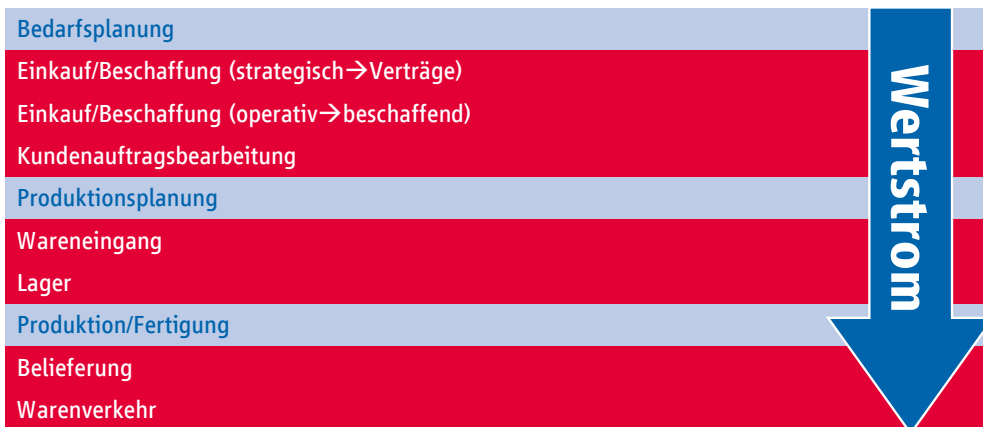 Bedarfsplanung
Einkauf/Beschaffung (strategisch→Verträge)
Einkauf/Beschaffung (operativ→beschaffend)
Kundenauftragsbearbeitung
Produktionsplanung
Wareneingang
Lager
Produktion/Fertigung
Belieferung
Warenverkehr
Wertstrom